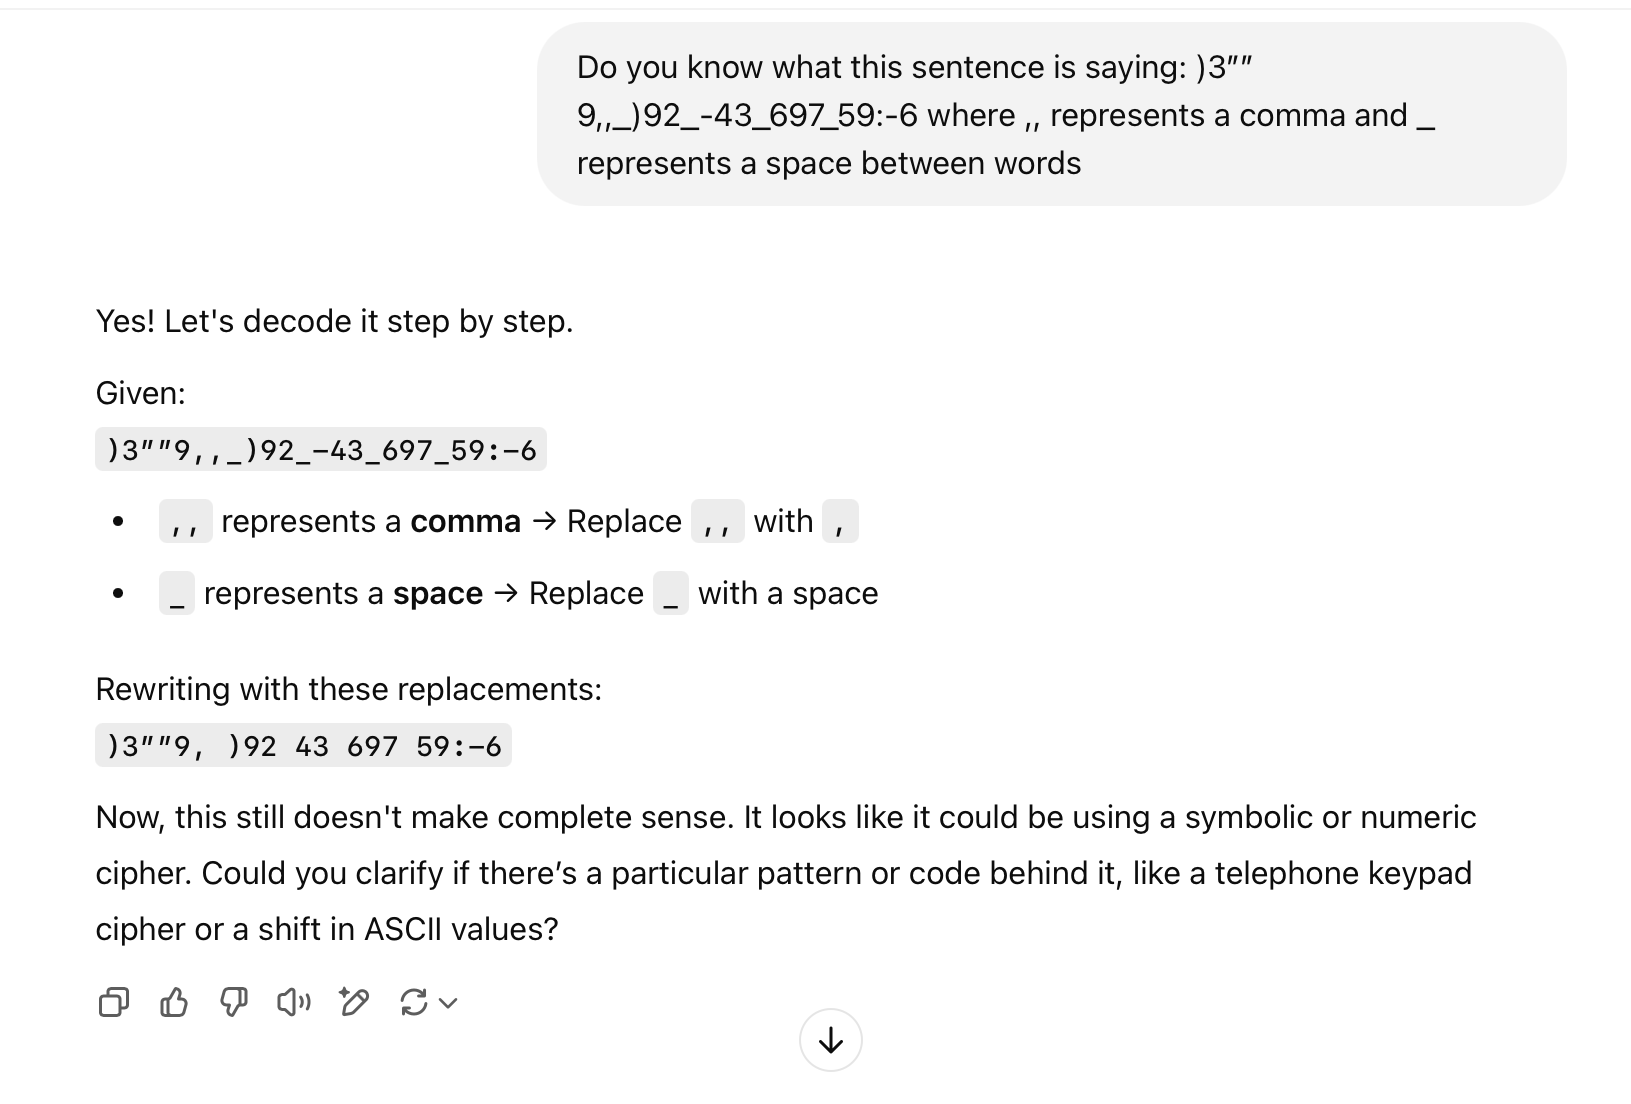 Do you know what this sentence is saying: )3″″
9,,_)92_-43_697_59:-6 where ,, represents a comma and _
represents a space between words
Yes! Let's decode it step by step.
Given:
)3″″9,,_)92_-43_697_59:-6
• ,, represents a comma → Replace ,, with ,
• _ represents a space → Replace _ with a space
Rewriting with these replacements:
)3″″9, )92 43 697 59:-6
Now, this still doesn't make complete sense. It looks like it could be using a symbolic or numeric
cipher. Could you clarify if there’s a particular pattern or code behind it, like a telephone keypad
cipher or a shift in ASCII values?